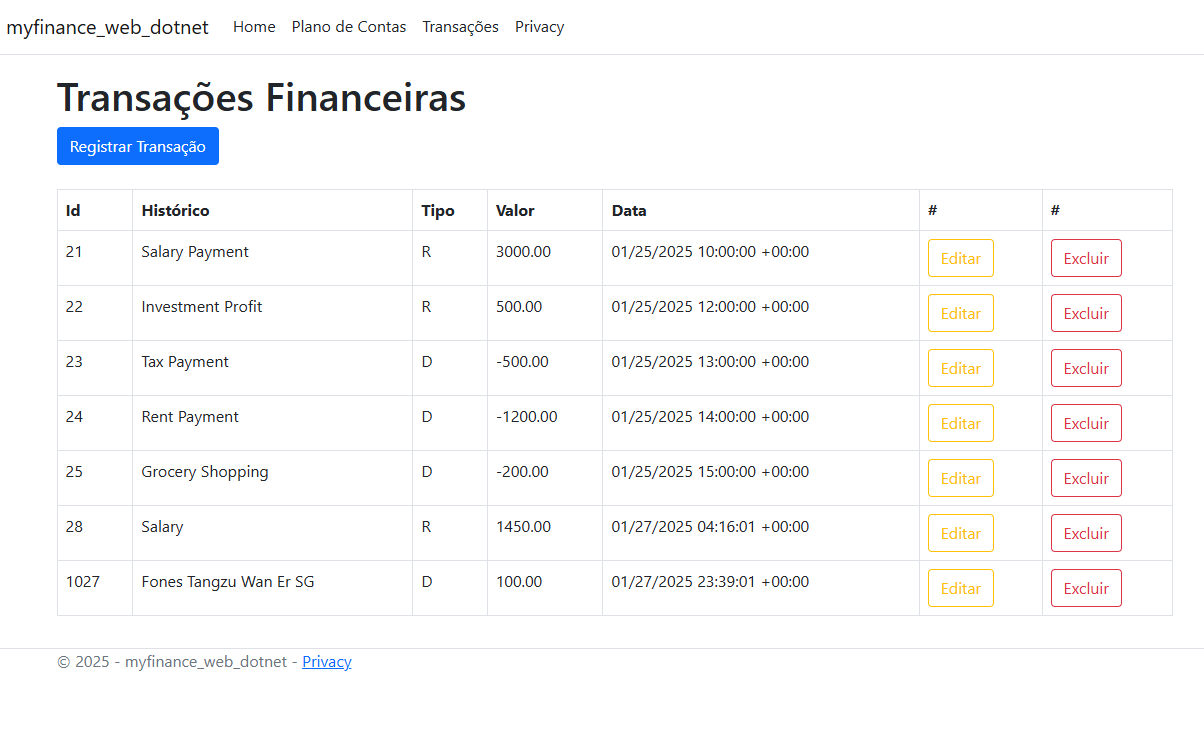 myfinance_web_dotnet Home Plano de Contas Transações Privacy
Transações Financeiras
Registrar Transação
Id Histórico Tipo Valor Data # #
21 Salary Payment R 3000.00 01/25/2025 10:00:00 +00:00 Editar Excluir
22 Investment Profit R 500.00 01/25/2025 12:00:00 +00:00 Editar Excluir
23 Tax Payment D -500.00 01/25/2025 13:00:00 +00:00 Editar Excluir
24 Rent Payment D -1200.00 01/25/2025 14:00:00 +00:00 Editar Excluir
25 Grocery Shopping D -200.00 01/25/2025 15:00:00 +00:00 Editar Excluir
28 Salary R 1450.00 01/27/2025 04:16:01 +00:00 Editar Excluir
1027 Fones Tangzu Wan Er SG D 100.00 01/27/2025 23:39:01 +00:00 Editar Excluir
© 2025 - myfinance_web_dotnet - Privacy